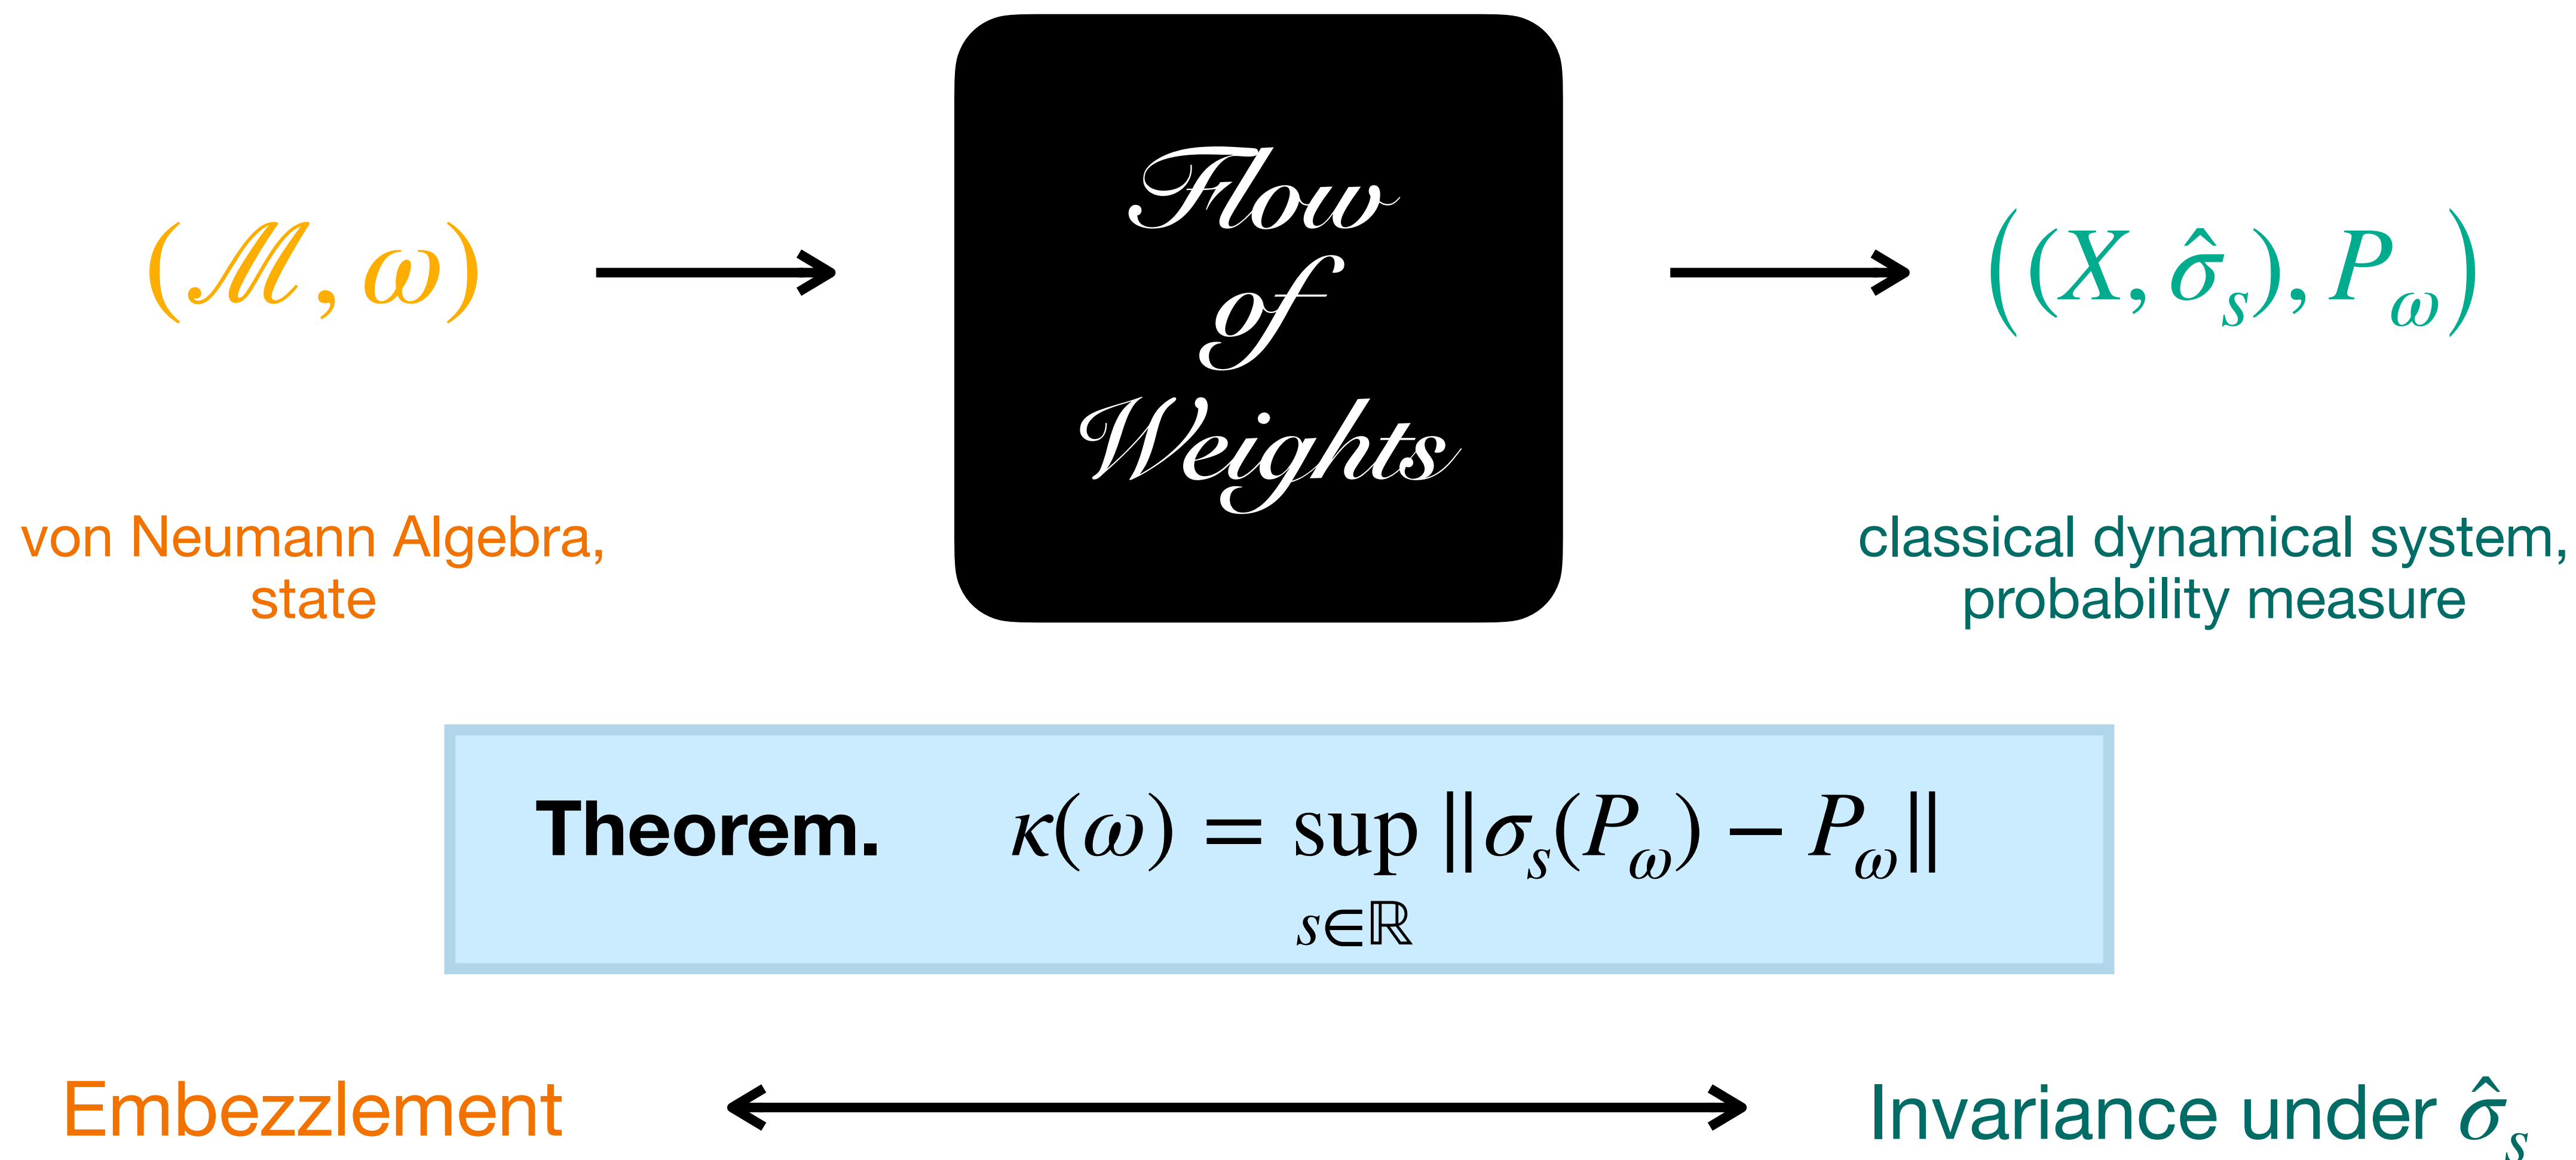 (ℳ, ω)
Flow
of
Weights
((X, σ̂ₛ), P_ω)
von Neumann Algebra,
state
classical dynamical system,
probability measure
Theorem. κ(ω) = sup ‖σₛ(P_ω) − P_ω‖
s∈ℝ
Embezzlement
Invariance under σ̂ₛ